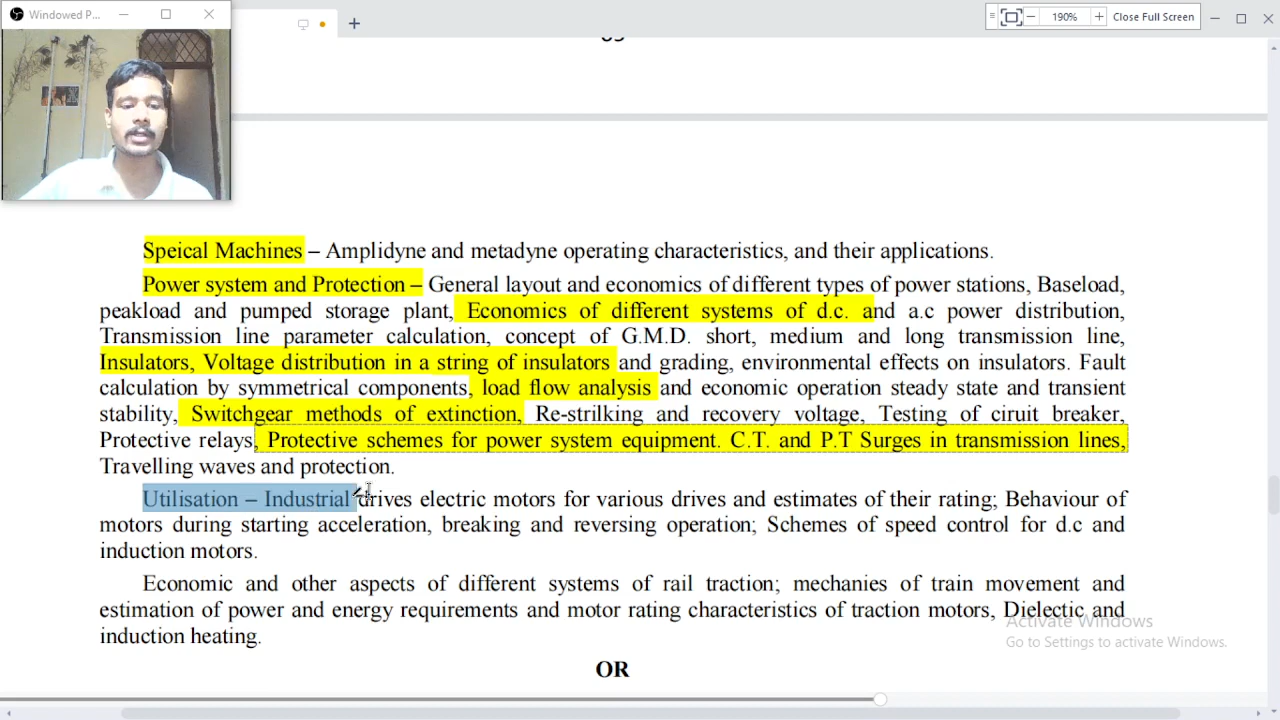 Windowed P...
190%
Close Full Screen
Speical Machines – Amplidyne and metadyne operating characteristics, and their applications.
Power system and Protection – General layout and economics of different types of power stations, Baseload,
peakload and pumped storage plant, Economics of different systems of d.c. and a.c power distribution,
Transmission line parameter calculation, concept of G.M.D. short, medium and long transmission line,
Insulators, Voltage distribution in a string of insulators and grading, environmental effects on insulators. Fault
calculation by symmetrical components, load flow analysis and economic operation steady state and transient
stability, Switchgear methods of extinction, Re-strilking and recovery voltage, Testing of ciruit breaker,
Protective relays, Protective schemes for power system equipment. C.T. and P.T Surges in transmission lines,
Travelling waves and protection.
Utilisation – Industrial drives electric motors for various drives and estimates of their rating; Behaviour of
motors during starting acceleration, breaking and reversing operation; Schemes of speed control for d.c and
induction motors.
Economic and other aspects of different systems of rail traction; mechanies of train movement and
estimation of power and energy requirements and motor rating characteristics of traction motors, Dielectic and
induction heating.
Activate Windows
Go to Settings to activate Windows.
OR